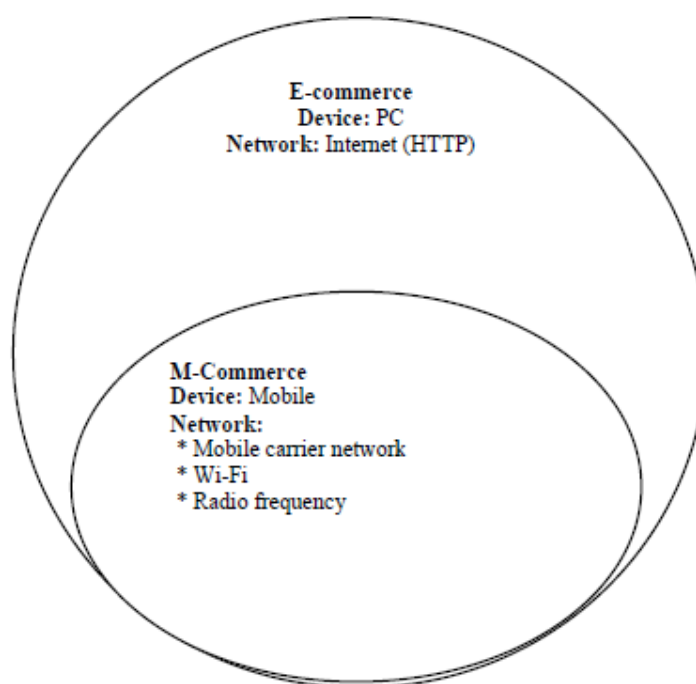 E-commerce
Device: PC
Network: Internet (HTTP)
M-Commerce
Device: Mobile
Network:
* Mobile carrier network
* Wi-Fi
* Radio frequency